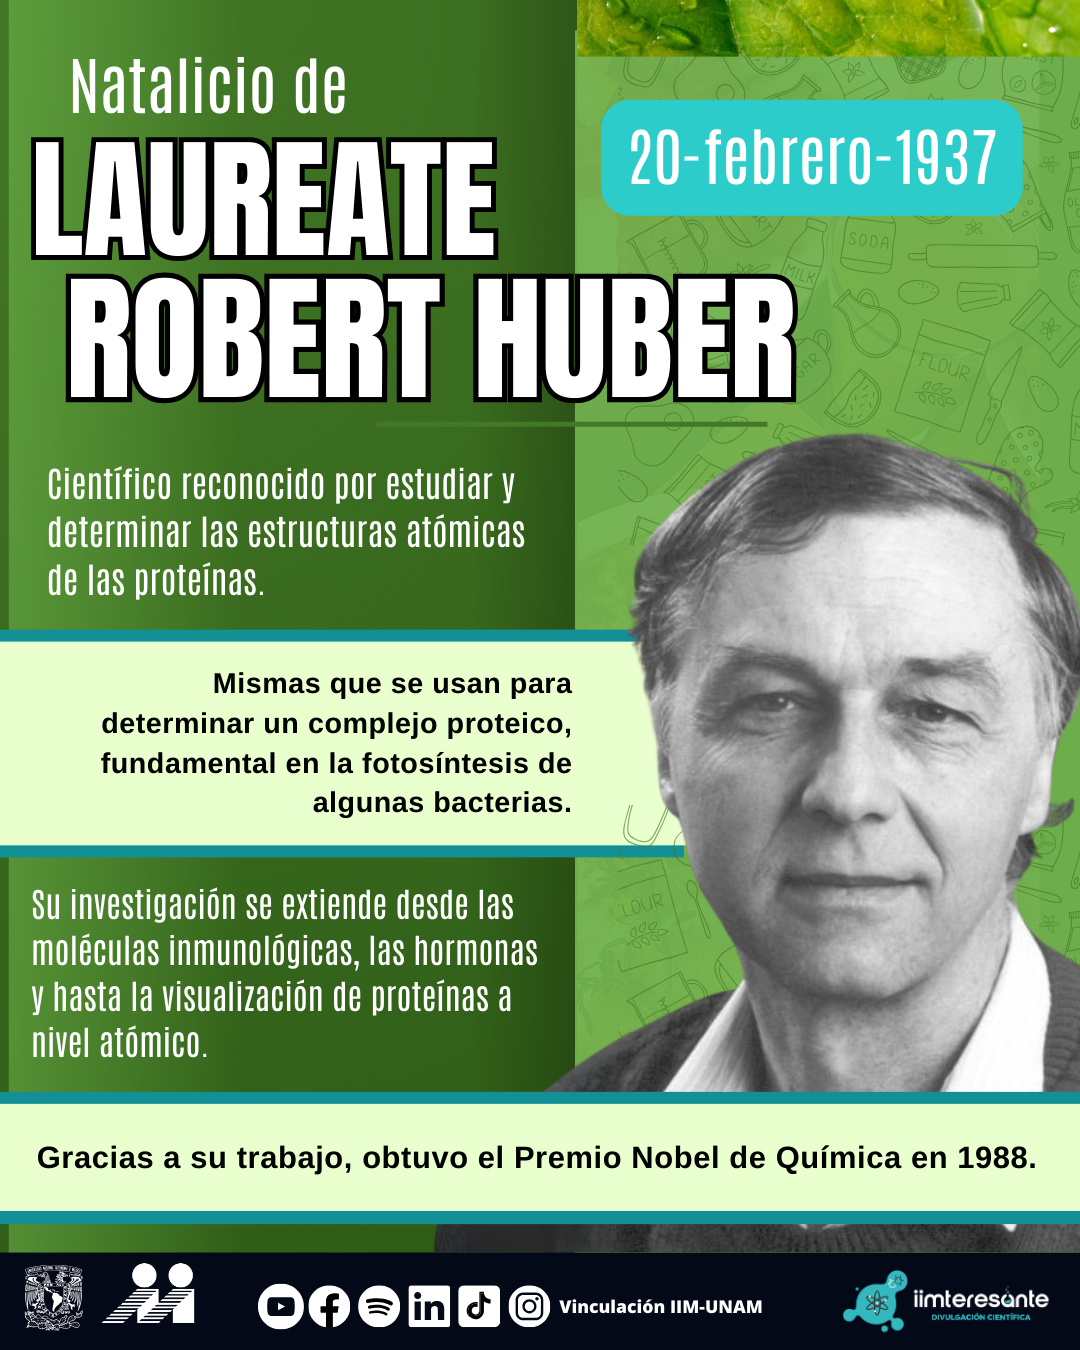 Natalicio de
20-febrero-1937
LAUREATE
ROBERT HUBER
SODA
MILK
FLOUR
Científico reconocido por estudiar y
determinar las estructuras atómicas
de las proteínas.
Mismas que se usan para
determinar un complejo proteico,
fundamental en la fotosíntesis de
algunas bacterias.
Su investigación se extiende desde las
moléculas inmunológicas, las hormonas
y hasta la visualización de proteínas a
nivel atómico.
Gracias a su trabajo, obtuvo el Premio Nobel de Química en 1988.
Vinculación IIM-UNAM
iimteresante
DIVULGACIÓN CIENTÍFICA